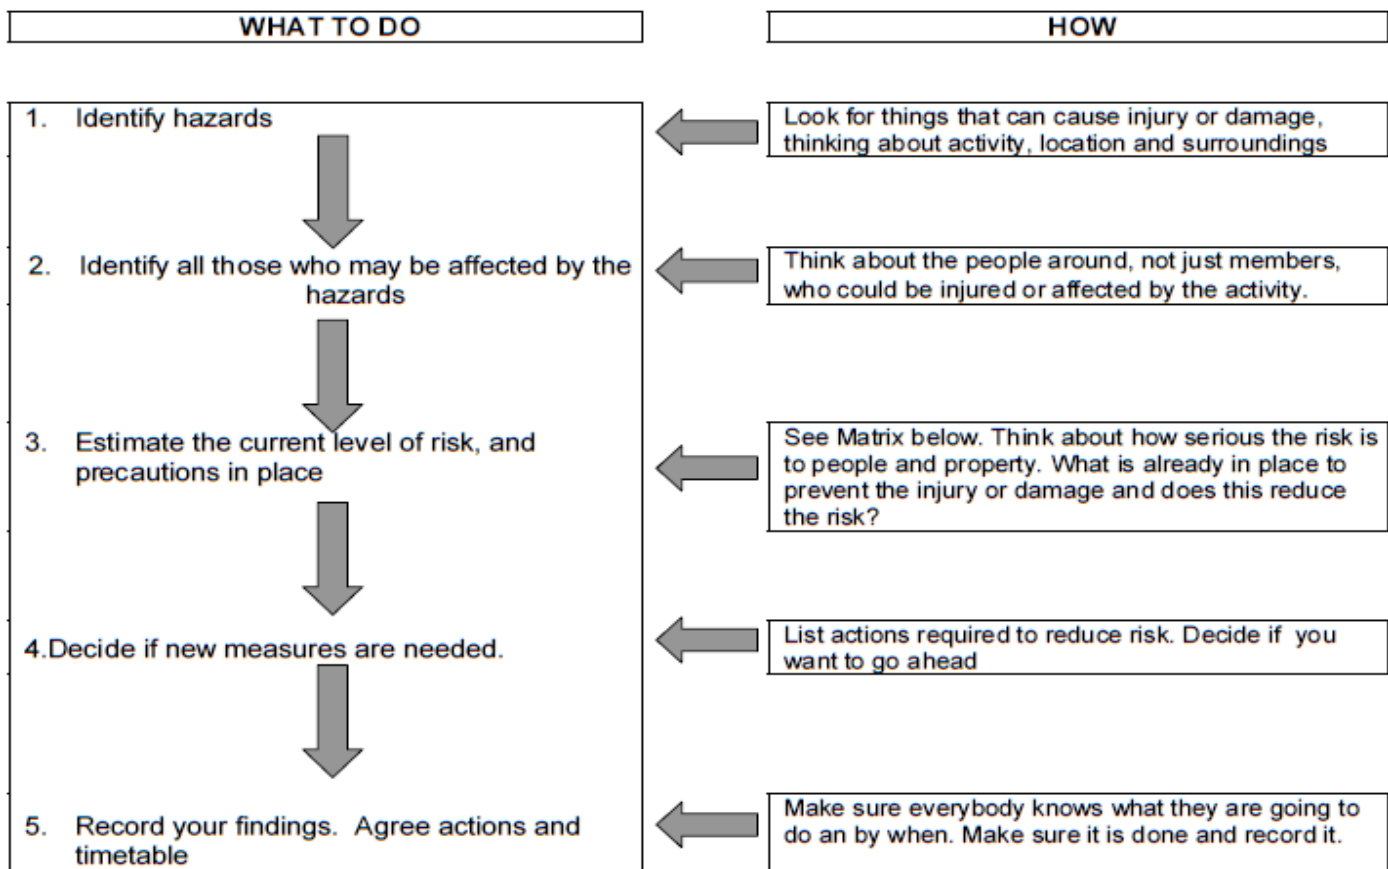 WHAT TO DO
HOW
1. Identify hazards
Look for things that can cause injury or damage,
thinking about activity, location and surroundings
2. Identify all those who may be affected by the
hazards
Think about the people around, not just members,
who could be injured or affected by the activity.
3. Estimate the current level of risk, and
precautions in place
See Matrix below. Think about how serious the risk is
to people and property. What is already in place to
prevent the injury or damage and does this reduce
the risk?
4.Decide if new measures are needed.
List actions required to reduce risk. Decide if you
want to go ahead
5. Record your findings. Agree actions and
timetable
Make sure everybody knows what they are going to
do an by when. Make sure it is done and record it.